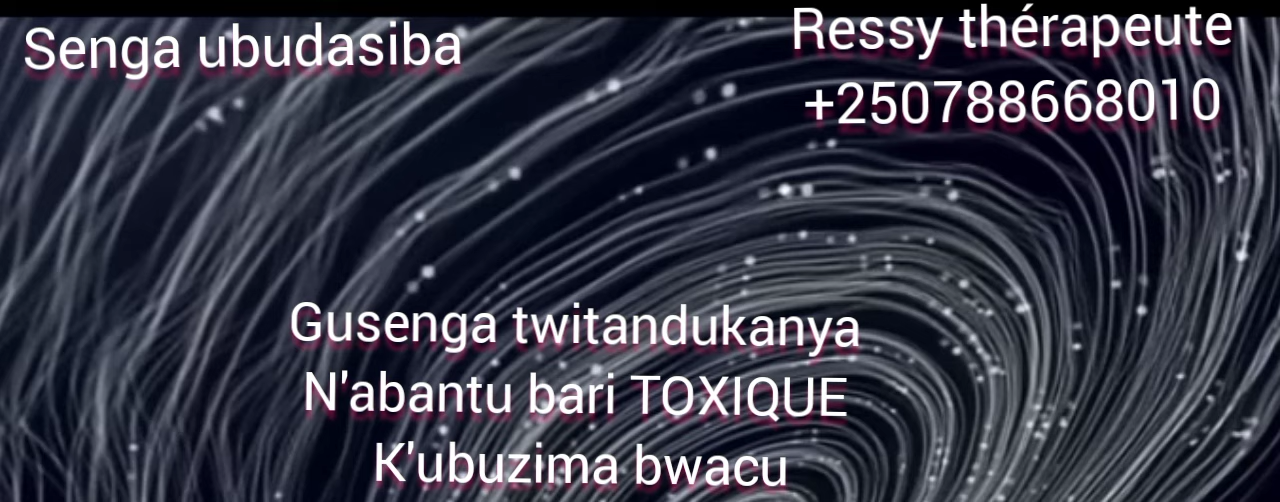 Senga ubudasiba
Ressy thérapeute
+250788668010
Gusenga twitandukanya
N'abantu bari TOXIQUE
K'ubuzima bwacu